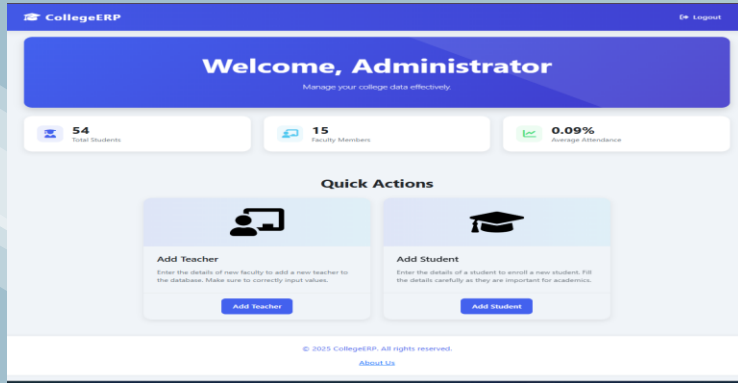 CollegeERP
Logout
Welcome, Administrator
Manage your college data effectively.
54
Total Students
15
Faculty Members
0.09%
Average Attendance
Quick Actions
Add Teacher
Enter the details of new faculty to add a new teacher to
the database. Make sure to correctly input values.
Add Teacher
Add Student
Enter the details of a student to enroll a new student. Fill
the details carefully as they are important for academics.
Add Student
© 2025 CollegeERP. All rights reserved.
About Us